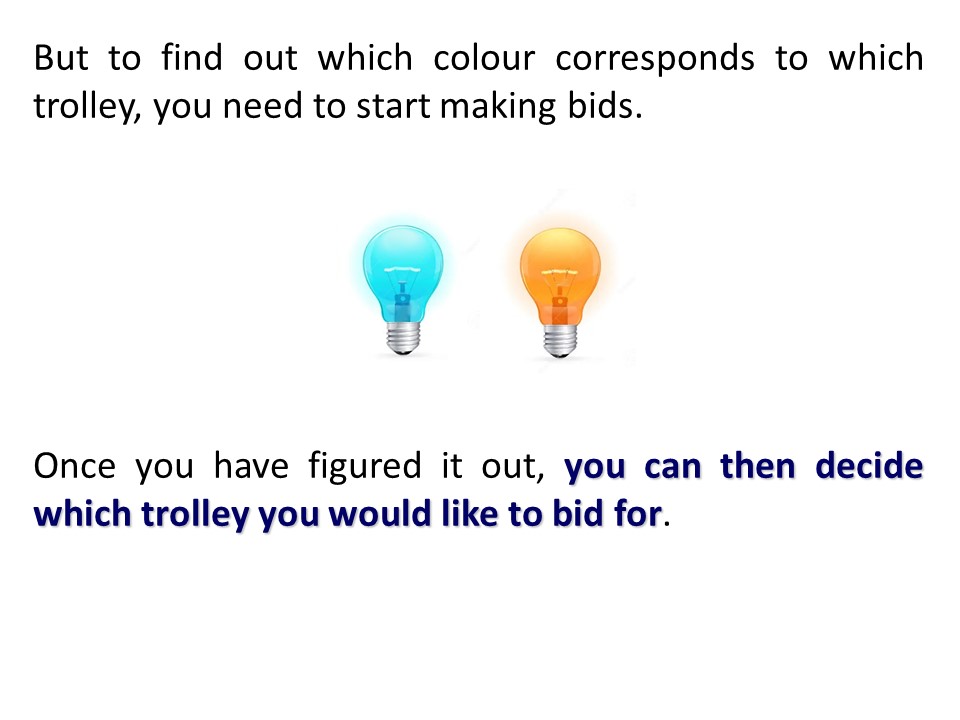 But to find out which colour corresponds to which
trolley, you need to start making bids.
Once you have figured it out, you can then decide
which trolley you would like to bid for.